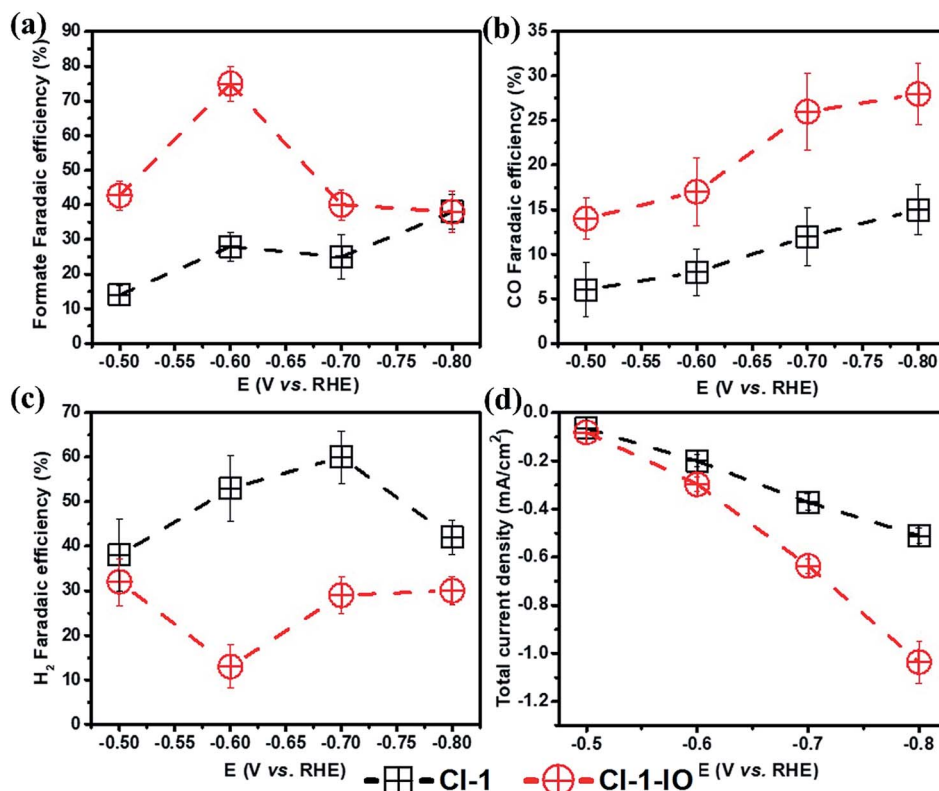 (a)
Formate Faradaic efficiency (%)
90
80
70
60
50
40
30
20
10
0
-0.50 -0.55 -0.60 -0.65 -0.70 -0.75 -0.80
E (V vs. RHE)
(b)
CO Faradaic efficiency (%)
35
30
25
20
15
10
5
0
-0.50 -0.55 -0.60 -0.65 -0.70 -0.75 -0.80
E (V vs. RHE)
(c)
H2 Faradaic efficiency (%)
70
60
50
40
30
20
10
0
-0.50 -0.55 -0.60 -0.65 -0.70 -0.75 -0.80
E (V vs. RHE)
(d)
Total current density (mA/cm²)
0.0
-0.2
-0.4
-0.6
-0.8
-1.0
-1.2
-0.5 -0.6 -0.7 -0.8
E (V vs. RHE)
CI-1 CI-1-IO